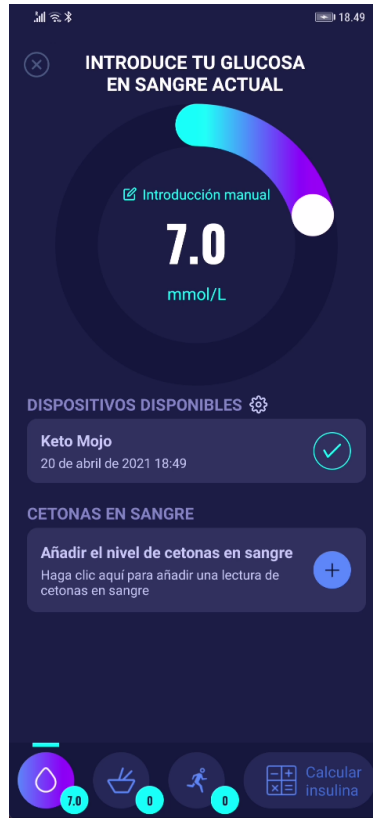 18.49
INTRODUCE TU GLUCOSA
EN SANGRE ACTUAL
Introducción manual
7.0
mmol/L
DISPOSITIVOS DISPONIBLES
Keto Mojo
20 de abril de 2021 18:49
CETONAS EN SANGRE
Añadir el nivel de cetonas en sangre
Haga clic aquí para añadir una lectura de
cetonas en sangre
7.0
0
0
Calcular
insulina